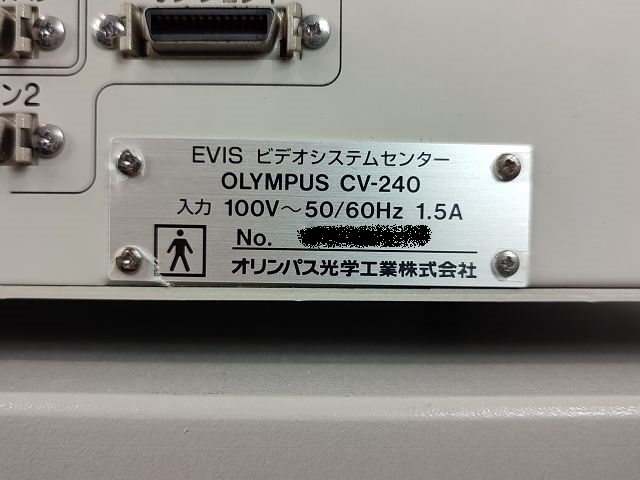 ン2
EVIS ビデオシステムセンター
OLYMPUS CV-240
入力 100V～50/60Hz 1.5A
No.
オリンパス光学工業株式会社